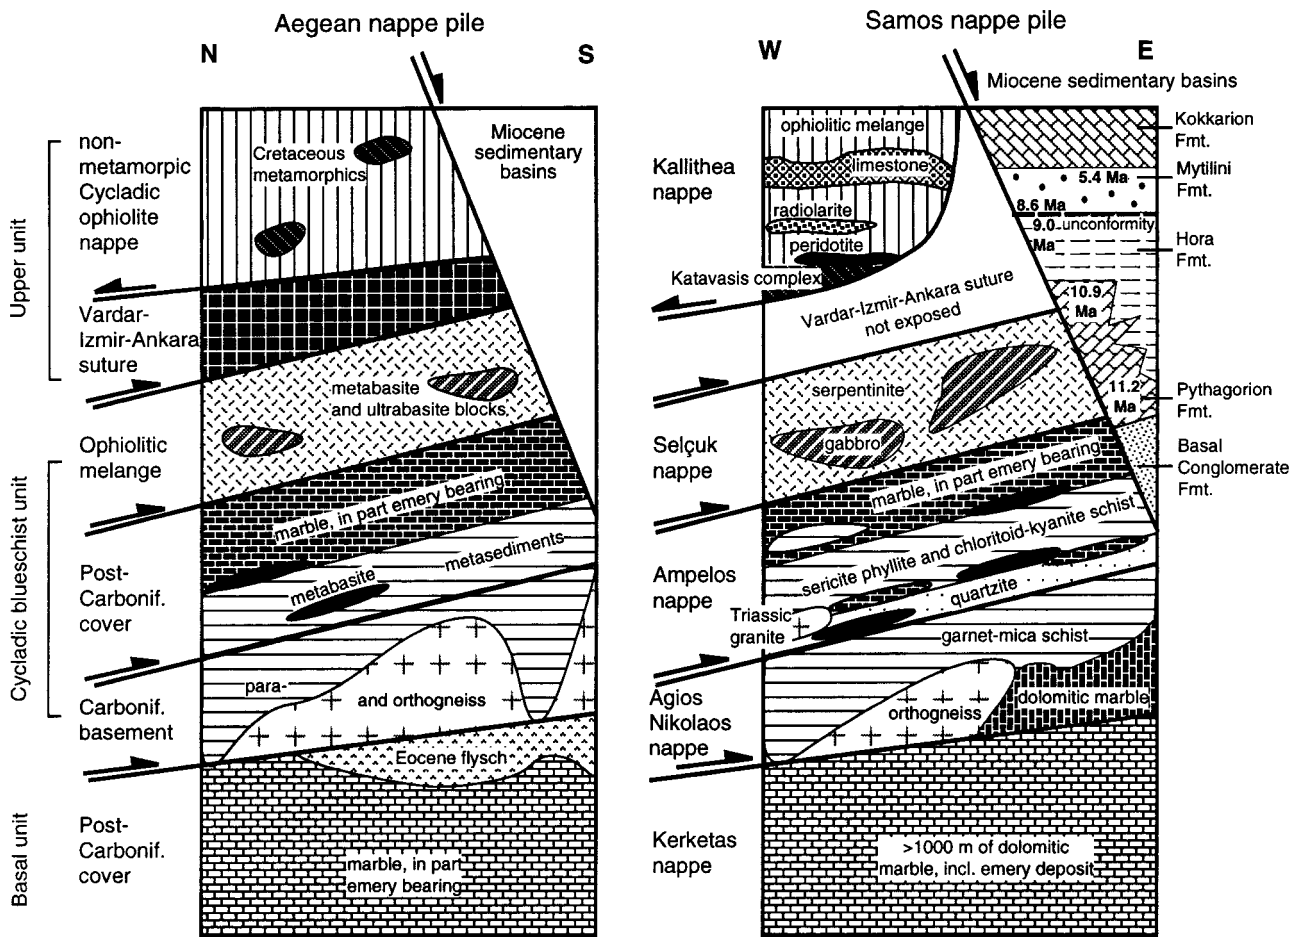 Aegean nappe pile
N
S
Upper unit
Cycladic blueschist unit
Basal unit
non-
metamorpic
Cycladic
ophiolite
nappe
Vardar-
Izmir-Ankara
suture
Ophiolitic
melange
Post-
Carbonif.
cover
Carbonif.
basement
Post-
Carbonif.
cover
Cretaceous
metamorphics
Miocene
sedimentary
basins
metabasite
and ultrabasite blocks
marble, in part emery bearing
metasediments
metabasite
para-
and orthogneiss
Eocene flysch
marble, in part
emery bearing
Samos nappe pile
W
E
Miocene sedimentary basins
Kallithea
nappe
Selçuk
nappe
Ampelos
nappe
Agios
Nikolaos
nappe
Kerketas
nappe
ophiolitic melange
limestone
radiolarite
peridotite
Katavasis complex
Vardar-Izmir-Ankara suture
not exposed
serpentinite
gabbro
marble, in part emery bearing
sericite phyllite and chloritoid-kyanite schist
quartzite
Triassic
granite
garnet-mica schist
dolomitic marble
orthogneiss
>1000 m of dolomitic
marble, incl. emery deposit
5.4 Ma
8.6 Ma
9.0
Ma
unconformity
10.9
Ma
11.2
Ma
Kokkarion
Fmt.
Mytilini
Fmt.
Hora
Fmt.
Pythagorion
Fmt.
Basal
Conglomerate
Fmt.